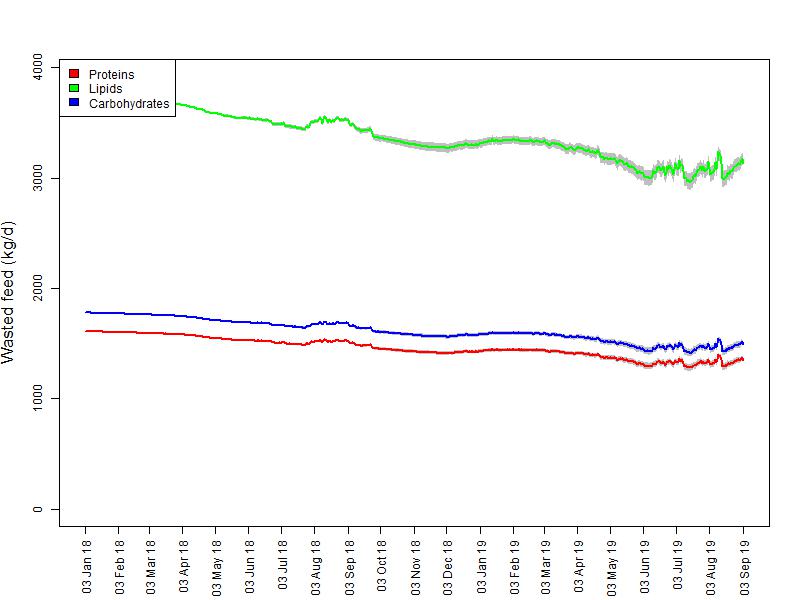 Proteins
Lipids
Carbohydrates
Wasted feed (kg/d)
4000
3000
2000
1000
0
03 Jan 18
03 Feb 18
03 Mar 18
03 Apr 18
03 May 18
03 Jun 18
03 Jul 18
03 Aug 18
03 Sep 18
03 Oct 18
03 Nov 18
03 Dec 18
03 Jan 19
03 Feb 19
03 Mar 19
03 Apr 19
03 May 19
03 Jun 19
03 Jul 19
03 Aug 19
03 Sep 19